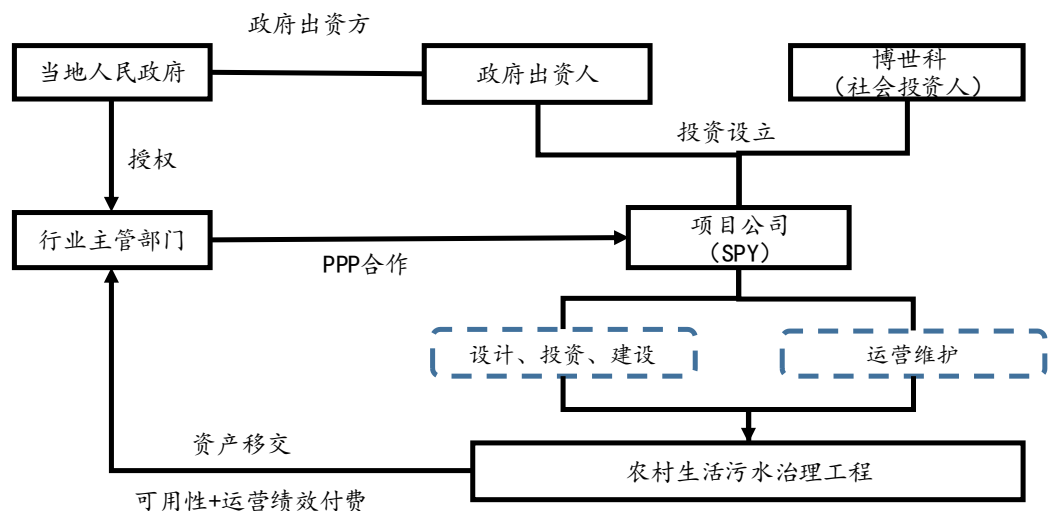 政府出资方
当地人民政府
政府出资人
博世科
（社会投资人）
投资设立
授权
行业主管部门
项目公司
（SPY）
PPP合作
设计、投资、建设
运营维护
资产移交
农村生活污水治理工程
可用性+运营绩效付费